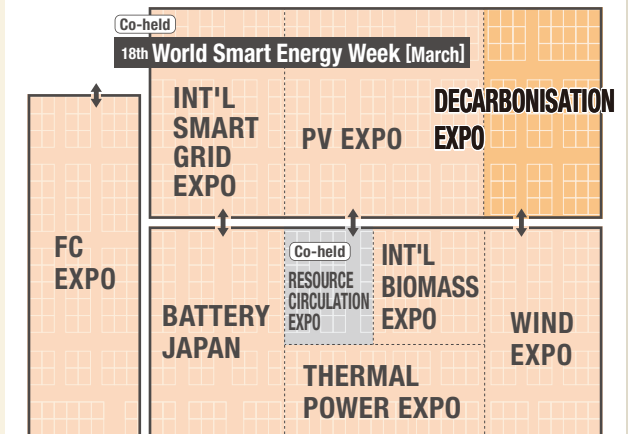 Co-held
18th World Smart Energy Week [March]
INT'L
SMART
GRID
EXPO
PV EXPO
DECARBONISATION
EXPO
FC
EXPO
BATTERY
JAPAN
Co-held
RESOURCE
CIRCULATION
EXPO
INT'L
BIOMASS
EXPO
WIND
EXPO
THERMAL
POWER EXPO